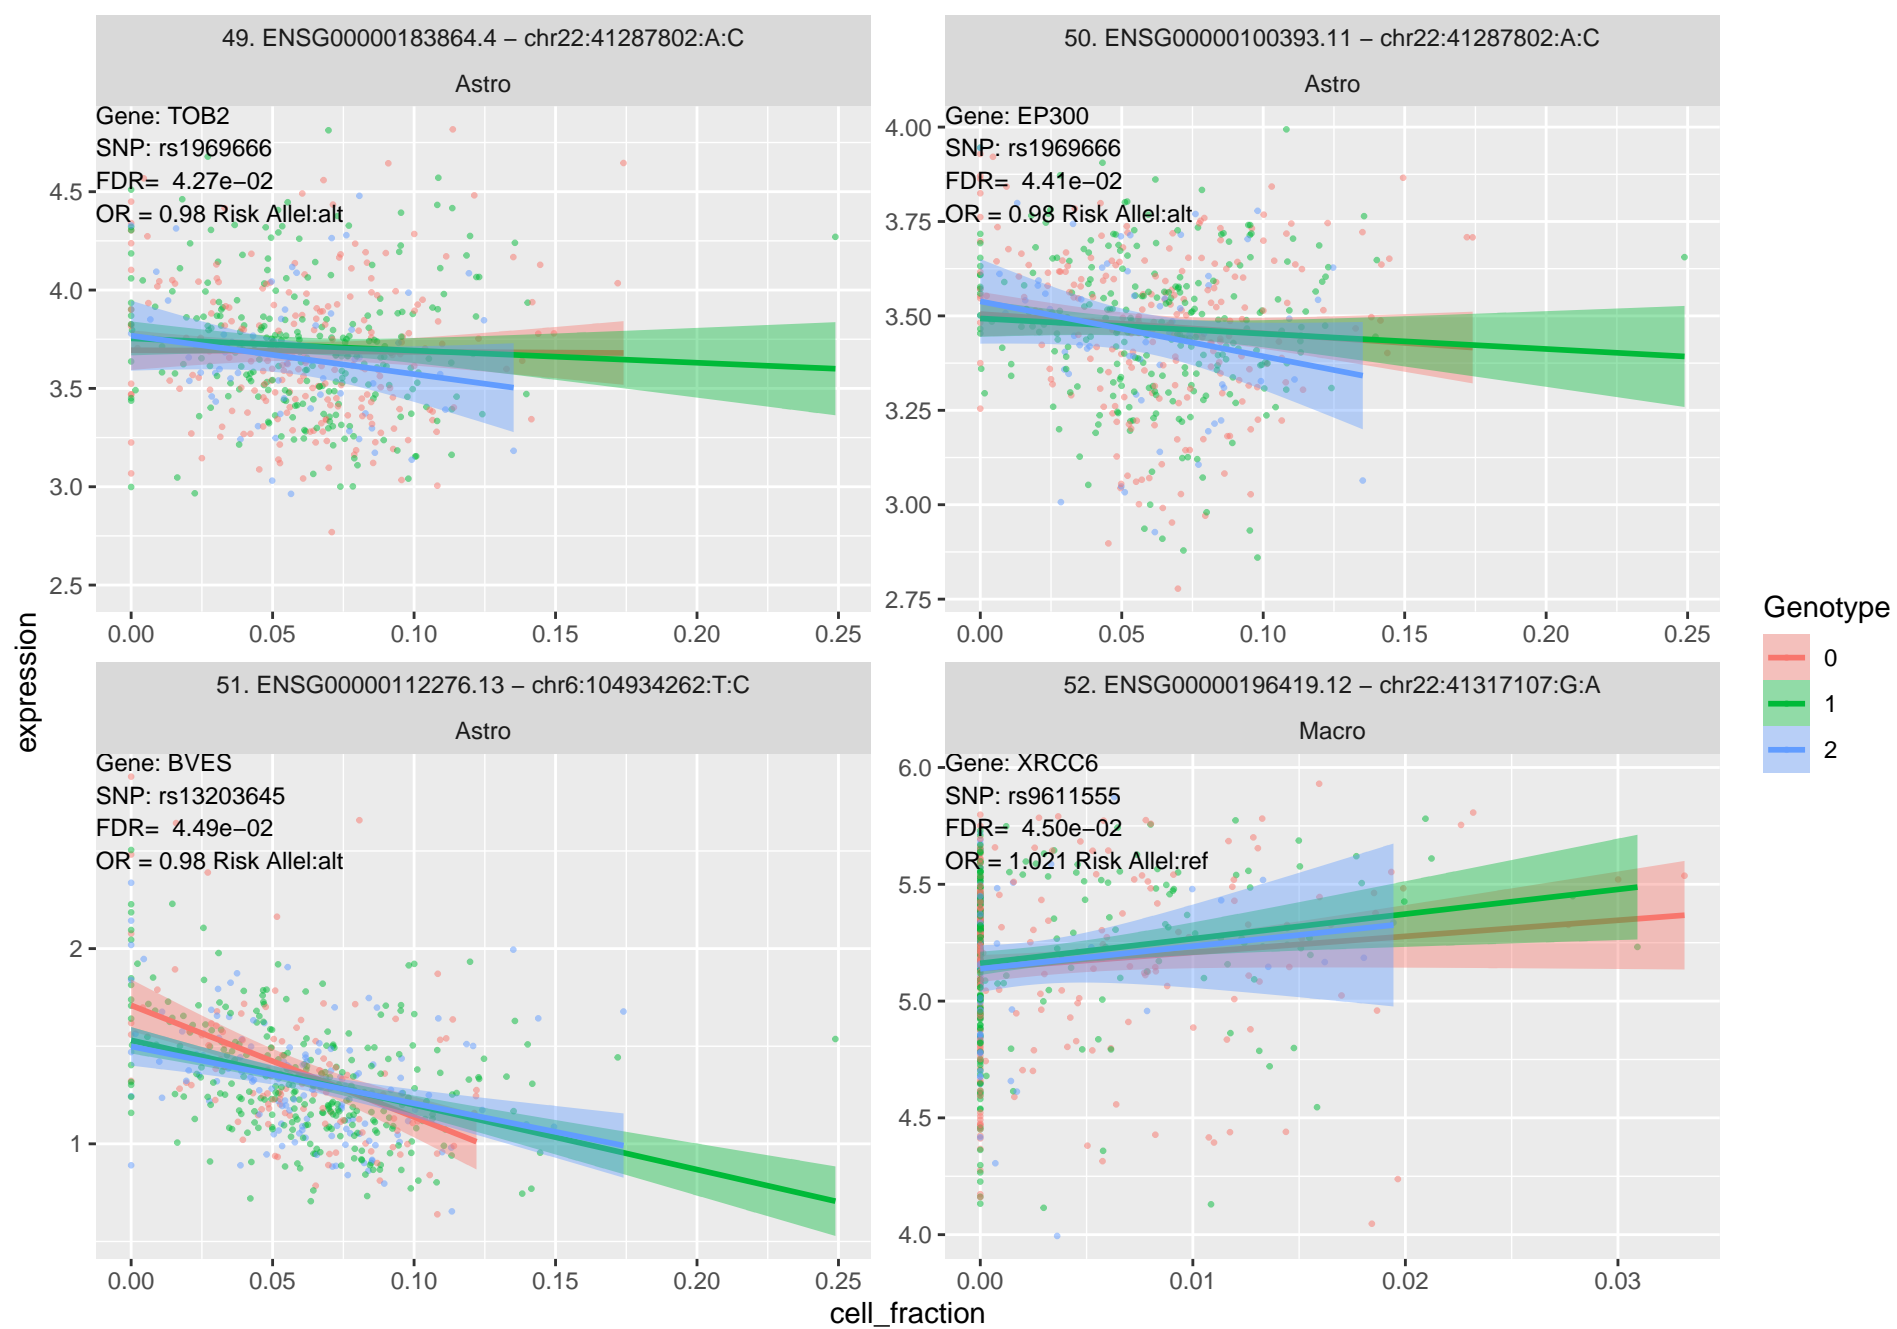 49. ENSG00000183864.4 − chr22:41287802:A:C
Astro
Gene: TOB2
SNP: rs1969666
FDR=  4.27e−02
OR = 0.98 Risk Allel:alt
4.5
4.0
3.5
3.0
2.5
0.00 0.05 0.10 0.15 0.20 0.25
50. ENSG00000100393.11 − chr22:41287802:A:C
Astro
Gene: EP300
SNP: rs1969666
FDR=  4.41e−02
OR = 0.98 Risk Allel:alt
4.00
3.75
3.50
3.25
3.00
2.75
0.00 0.05 0.10 0.15 0.20 0.25
51. ENSG00000112276.13 − chr6:104934262:T:C
Astro
Gene: BVES
SNP: rs13203645
FDR=  4.49e−02
OR = 0.98 Risk Allel:alt
2
1
0.00 0.05 0.10 0.15 0.20 0.25
52. ENSG00000196419.12 − chr22:41317107:G:A
Macro
Gene: XRCC6
SNP: rs9611555
FDR=  4.50e−02
OR = 1.021 Risk Allel:ref
6.0
5.5
5.0
4.5
4.0
0.00 0.01 0.02 0.03
expression
cell_fraction
Genotype
0
1
2